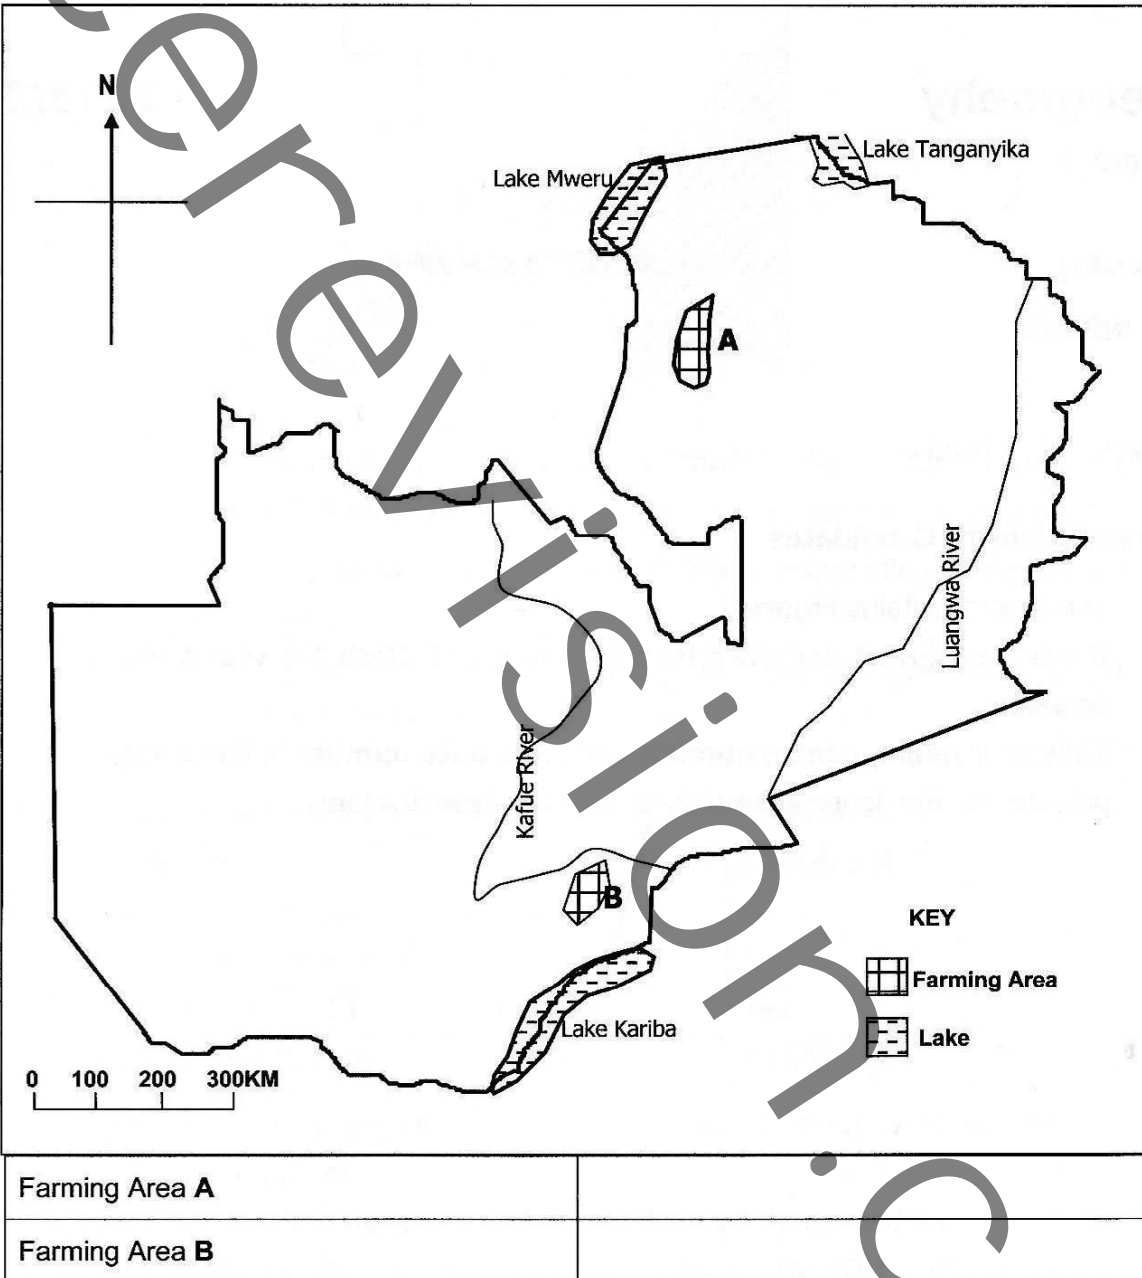 N
Lake Tanganyika
Lake Mweru
A
Luangwa River
Kafue River
B
KEY
Farming Area
Lake Kariba
Lake
0 100 200 300KM
Farming Area A
Farming Area B
cerevision.c